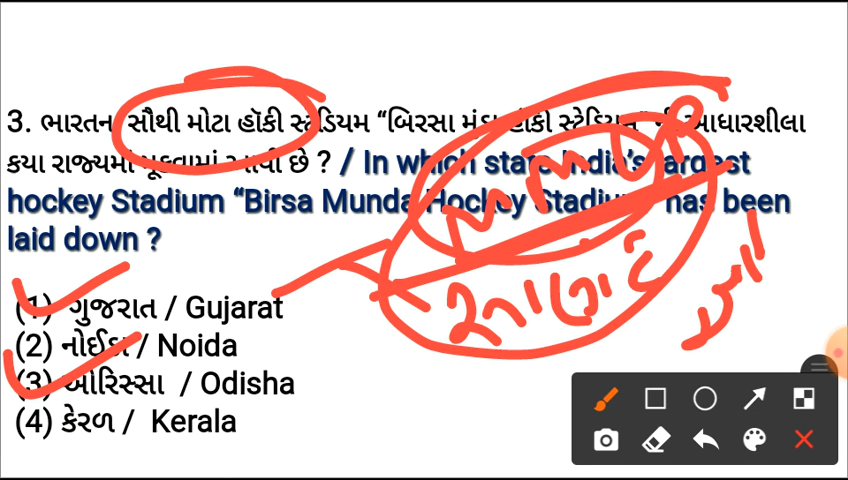 3. ભારતના સૌથી મોટા હૉકી સ્ટેડિયમ “બિરસા મુંડા હૉકી સ્ટેડિયમ” ની આધારશીલા
કયા રાજ્યમાં મૂકવામાં આવી છે ? / In which state India’s largest
hockey Stadium “Birsa Munda Hockey Stadium” has been
laid down ?
(1) ગુજરાત / Gujarat
(2) નોઈડા / Noida
(3) ઓરિસ્સા / Odisha
(4) કેરળ / Kerala